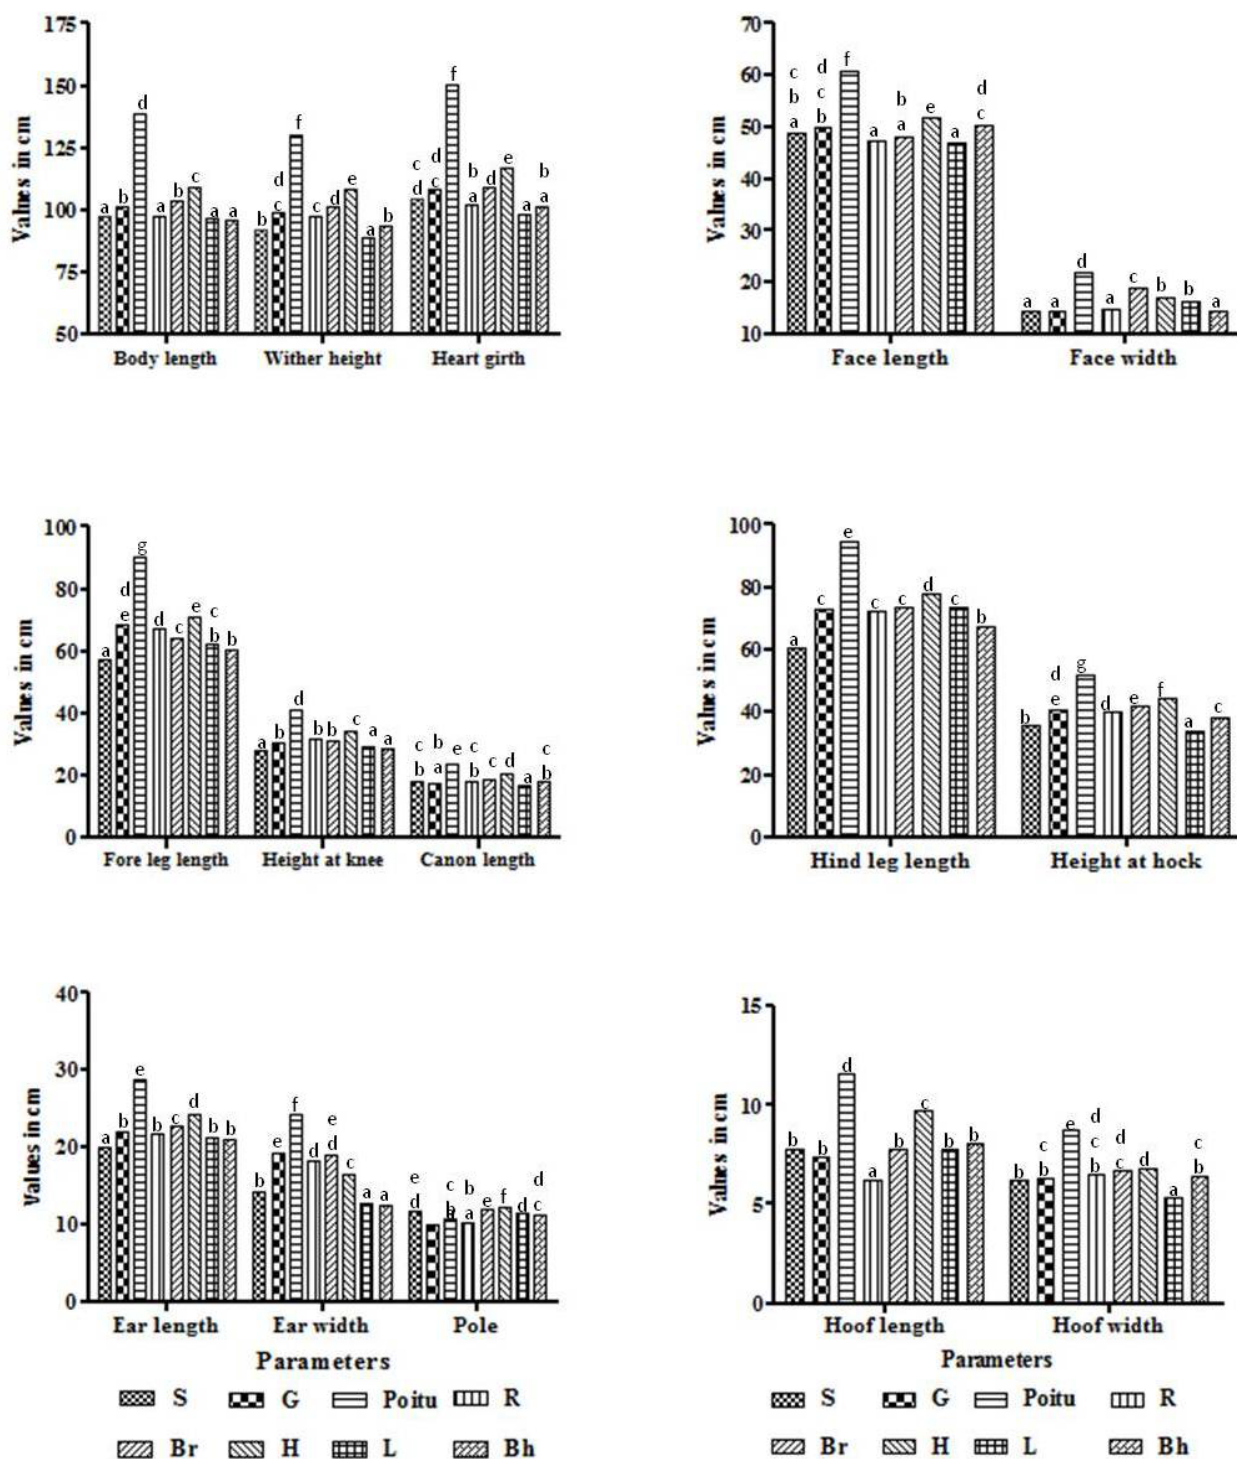 175
150
125
100
75
50
Values in cm
a b d a b c a a
b d c f c d e a b
c d d c f b a d e a b a
Body length Wither height Heart girth
70
60
50
40
30
20
10
Values in cm
c b a d c b f a b a e a d c
a a d a c b b a
Face length Face width
100
80
60
40
20
0
Values in cm
a d e g d c e c b b
a b d b b c a a
c b b a e c b c d a c b
Fore leg length Height at knee Canon length
100
80
60
40
20
0
Values in cm
a c e c c d c b
b d e g d e f a c
Hind leg length Height at hock
40
30
20
10
0
Values in cm
a b e b c d b b
b e f d e d c a a
e d c b a b a e f d d c
Ear length Ear width Pole
Parameters
S G Poitu R
Br H L Bh
15
10
5
0
Values in cm
b b d a b c b b
b c b e d c b d c d a c b
Hoof length Hoof width
Parameters
S G Poitu R
Br H L Bh